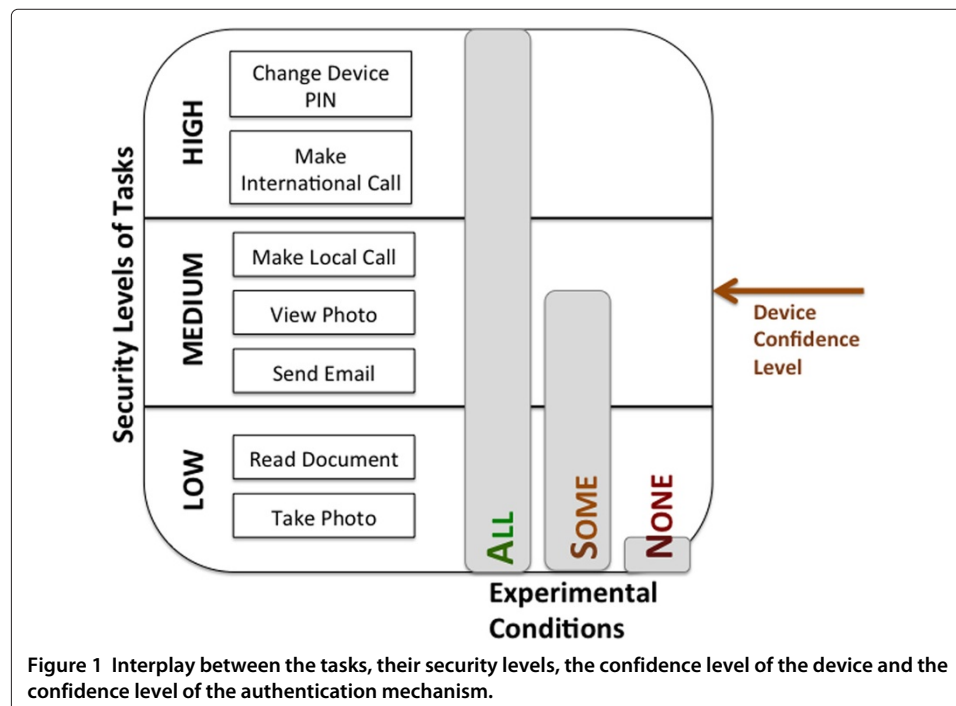 Security Levels of Tasks
HIGH
Change Device
PIN
Make
International Call
MEDIUM
Make Local Call
View Photo
Send Email
LOW
Read Document
Take Photo
ALL
SOME
NONE
Device
Confidence
Level
Experimental
Conditions
Figure 1 Interplay between the tasks, their security levels, the confidence level of the device and the
confidence level of the authentication mechanism.